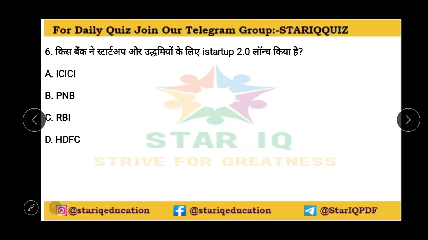 For Daily Quiz Join Our Telegram Group:-STARIQQUIZ
6. किस बैंक ने स्टार्टअप और उद्धमियों के लिए istartup 2.0 लॉन्च किया है?
A. ICICI
B. PNB
C. RBI
D. HDFC
STAR IQ
STRIVE FOR GREATNESS
@stariqeducation @stariqeducation @StarIQPDF